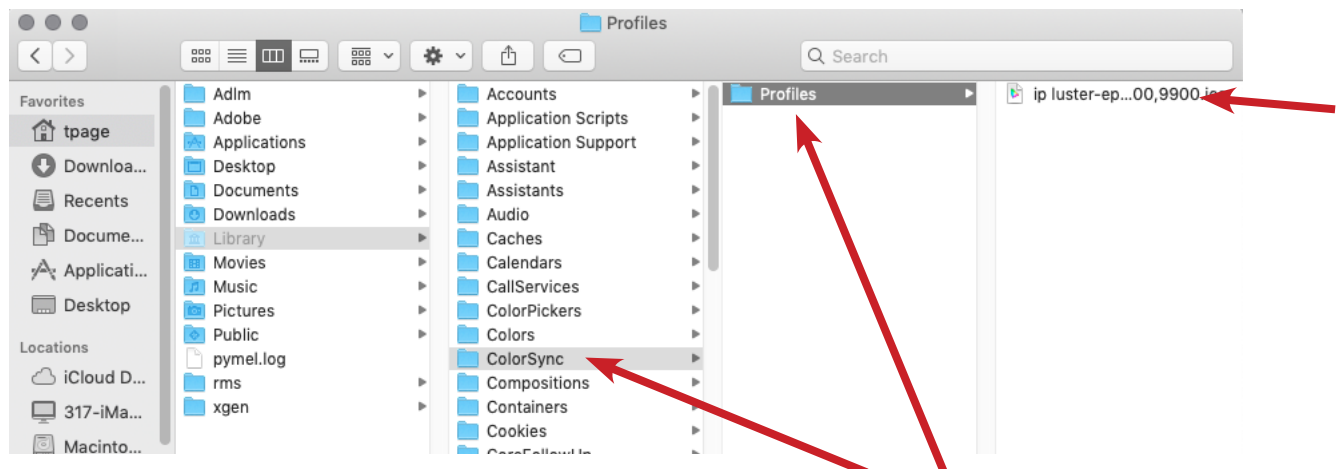 Profiles
Search
Favorites
tpage
Downloa...
Recents
Docume...
Applicati...
Desktop
Locations
iCloud D...
317-iMa...
Macinto...
Adlm
Adobe
Applications
Desktop
Documents
Downloads
Library
Movies
Music
Pictures
Public
pymel.log
rms
xgen
Accounts
Application Scripts
Application Support
Assistant
Assistants
Audio
Caches
Calendars
CallServices
ColorPickers
Colors
ColorSync
Compositions
Containers
Cookies
Profiles
ip luster-ep...00,9900.icc